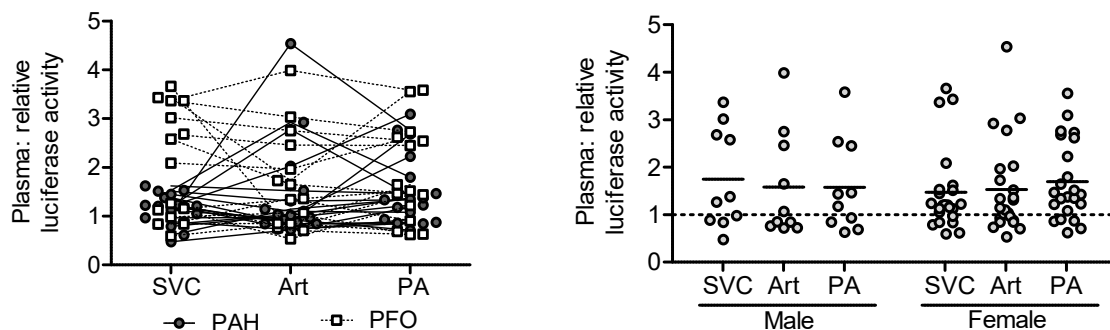 Plasma: relative
luciferase activity
5
4
3
2
1
0
SVC Art PA
PAH PFO
Plasma: relative
luciferase activity
5
4
3
2
1
0
SVC Art PA SVC Art PA
Male Female